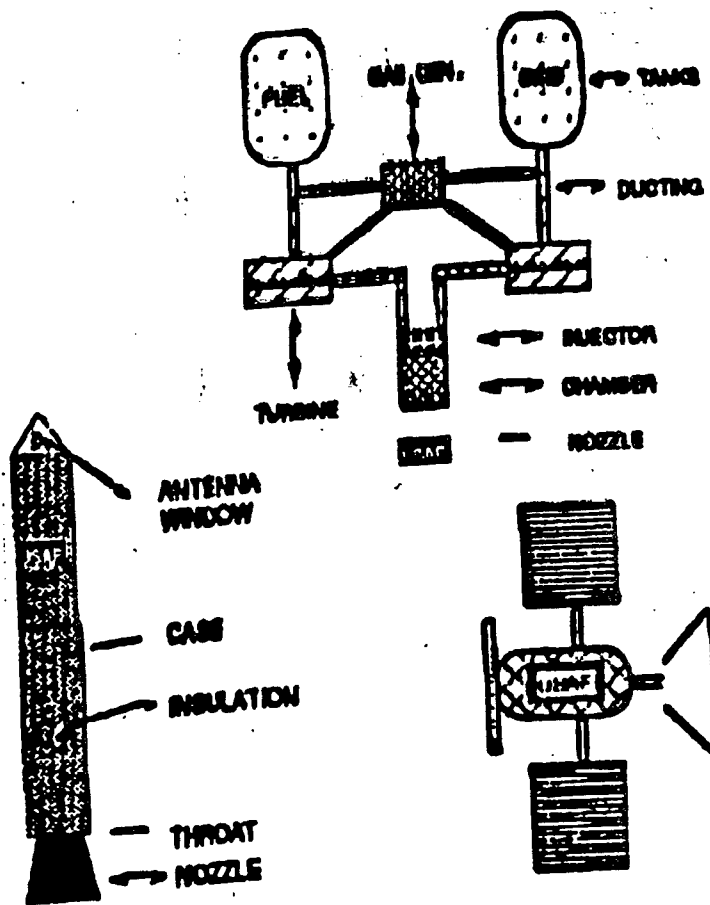 FUEL
GAS GEN.
TANKS
DUCTING
INJECTOR
CHAMBER
TURBINE
NOZZLE
ANTENNA
WINDOW
USAF
CASE
USAF
INSULATION
THROAT
NOZZLE